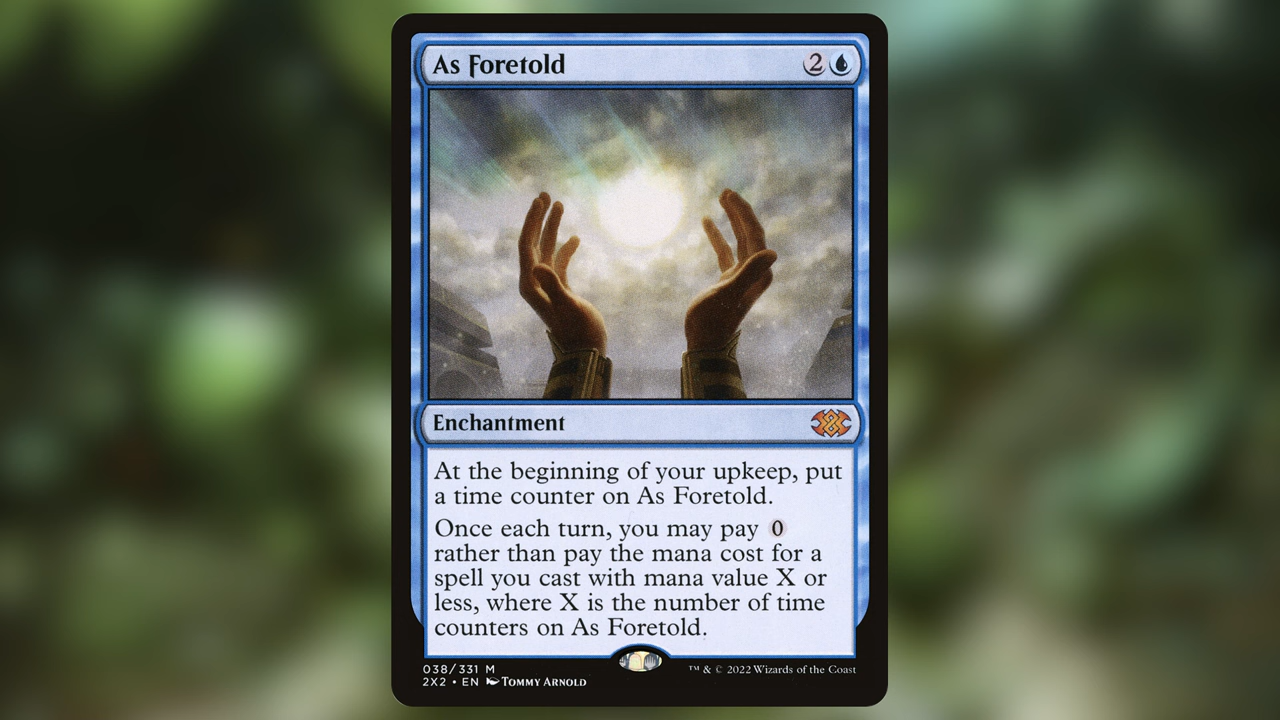 As Foretold 2
Enchantment
At the beginning of your upkeep, put
a time counter on As Foretold.
Once each turn, you may pay 0
rather than pay the mana cost for a
spell you cast with mana value X or
less, where X is the number of time
counters on As Foretold.
038/331 M
2X2 • EN TOMMY ARNOLD
™ & © 2022 Wizards of the Coast